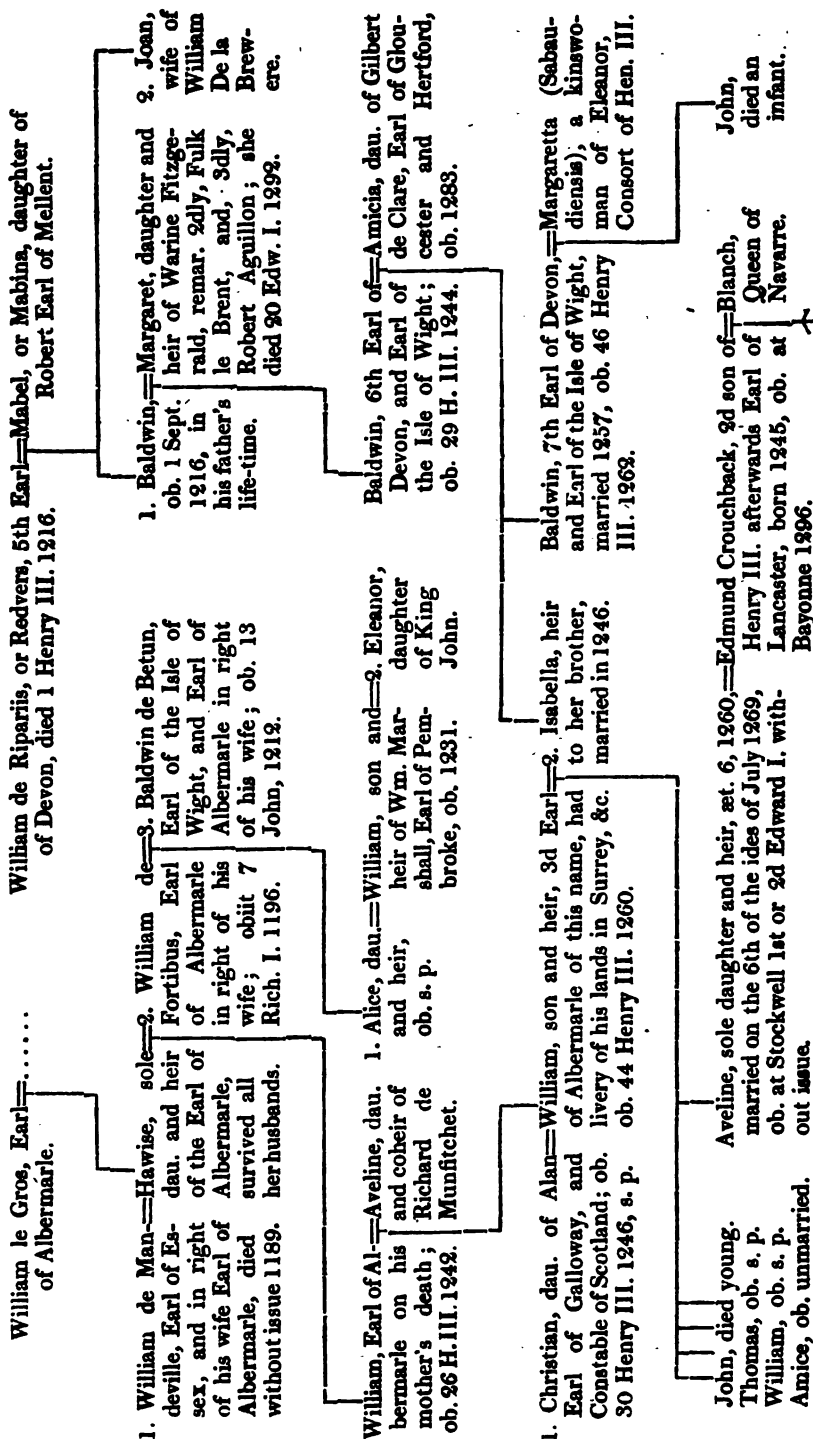 William le Gros, Earl=......
of Albermárle.
William de Ripariis, or Redvers, 5th Earl=Mabel, or Mabina, daughter of
of Devon, died 1 Henry III. 1216.
Robert Earl of Mellent.
1. William de Man-=Hawise, sole=2. William de=3. Baldwin de Betun,
deville, Earl of Es-
sex, and in right
of his wife Earl of
Albermarle, died
without issue 1189.
dau. and heir
of the Earl of
Albermarle,
survived all
her husbands.
Fortibus, Earl
of Albermarle
in right of his
wife; obiit 7
Rich. I. 1196.
Earl of the Isle of
Wight, and Earl of
Albermarle in right
of his wife; ob. 13
John, 1212.
1. Baldwin,=Margaret, daughter and
ob. 1 Sept.
1216, in
his father's
life-time.
heir of Warine Fitzge-
rald, remar. 2dly, Fulk
le Brent, and, 3dly,
Robert Aguillon; she
died 20 Edw. I. 1292.
2. Joan,
wife of
William
De la
Brew-
ere.
William, Earl of Al-=Aveline, dau.
bermarle on his
mother's death;
ob. 26 H. III. 1242.
and coheir of
Richard de
Munfitchet.
1. Alice, dau.=William, son and=2. Eleanor,
and heir,
ob. s. p.
heir of Wm. Mar-
shall, Earl of Pem-
broke, ob. 1231.
daughter
of King
John.
Baldwin, 6th Earl of=Amicia, dau. of Gilbert
Devon, and Earl of
the Isle of Wight;
ob. 29 H. III. 1244.
de Clare, Earl of Glou-
cester and Hertford,
ob. 1283.
1. Christian, dau. of Alan=William, son and heir, 3d Earl=2. Isabella, heir
Earl of Galloway, and
Constable of Scotland; ob.
30 Henry III. 1246, s. p.
of Albermarle of this name, had
livery of his lands in Surrey, &c.
ob. 44 Henry III. 1260.
to her brother,
married in 1246.
Baldwin, 7th Earl of Devon,=Margaretta (Sabau-
and Earl of the Isle of Wight,
married 1257, ob. 46 Henry
III. 1262.
diensis), a kinswo-
man of Eleanor,
Consort of Hen. III.
John, died young.
Thomas, ob. s. p.
William, ob. s. p.
Amice, ob. unmarried.
Aveline, sole daughter and heir, æt. 6, 1260,=Edmund Crouchback, 2d son of=Blanch,
married on the 6th of the ides of July 1269,
ob. at Stockwell 1st or 2d Edward I. with-
out issue.
Henry III. afterwards Earl of
Lancaster, born 1245, ob. at
Bayonne 1296.
Queen of
Navarre.
John,
died an
infant.